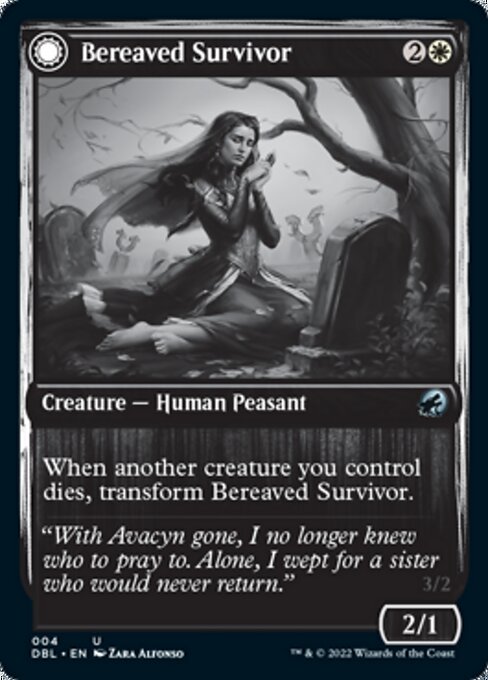 Bereaved Survivor 2
Creature — Human Peasant
When another creature you control
dies, transform Bereaved Survivor.
“With Avacyn gone, I no longer knew
who to pray to. Alone, I wept for a sister
who would never return.”
3/2
2/1
004 U
DBL • EN Zara Alfonso
™ & © 2022 Wizards of the Coast